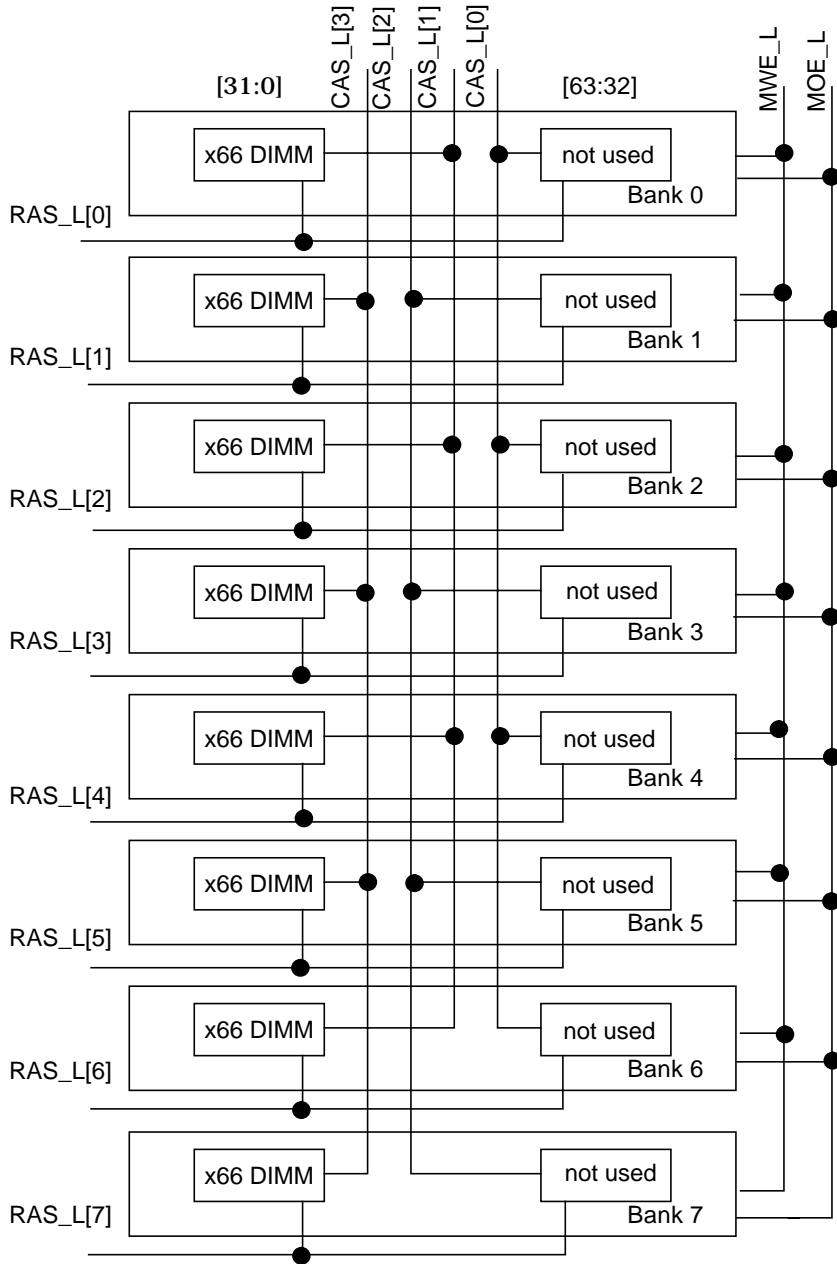 CAS_L[3]
CAS_L[2]
CAS_L[1]
CAS_L[0]
MWE_L
MOE_L
[31:0]
[63:32]
x66 DIMM
not used
Bank 0
RAS_L[0]
x66 DIMM
not used
Bank 1
RAS_L[1]
x66 DIMM
not used
Bank 2
RAS_L[2]
x66 DIMM
not used
Bank 3
RAS_L[3]
x66 DIMM
not used
Bank 4
RAS_L[4]
x66 DIMM
not used
Bank 5
RAS_L[5]
x66 DIMM
not used
Bank 6
RAS_L[6]
x66 DIMM
not used
Bank 7
RAS_L[7]